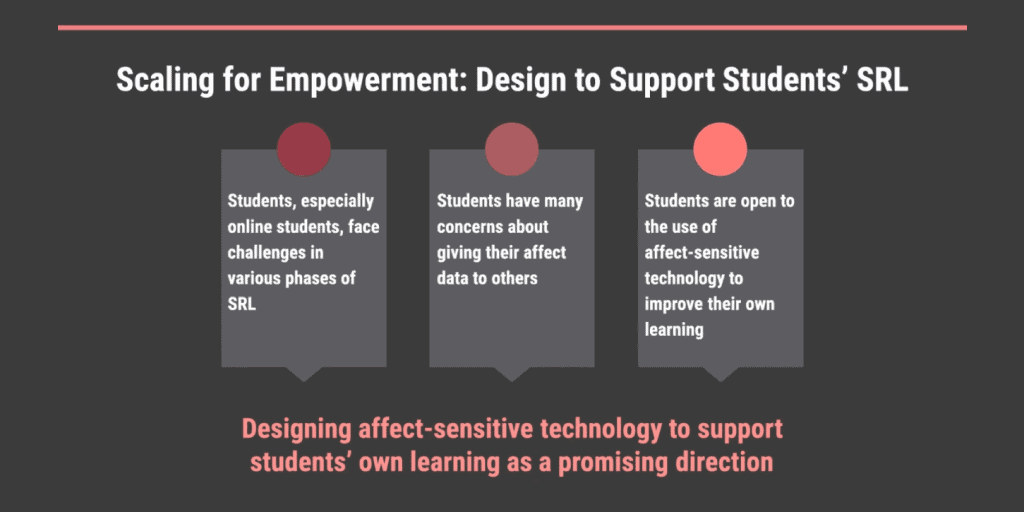 Scaling for Empowerment: Design to Support Students’ SRL
Students, especially
online students, face
challenges in
various phases of
SRL
Students have many
concerns about
giving their affect
data to others
Students are open to
the use of
affect-sensitive
technology to
improve their own
learning
Designing affect-sensitive technology to support
students’ own learning as a promising direction